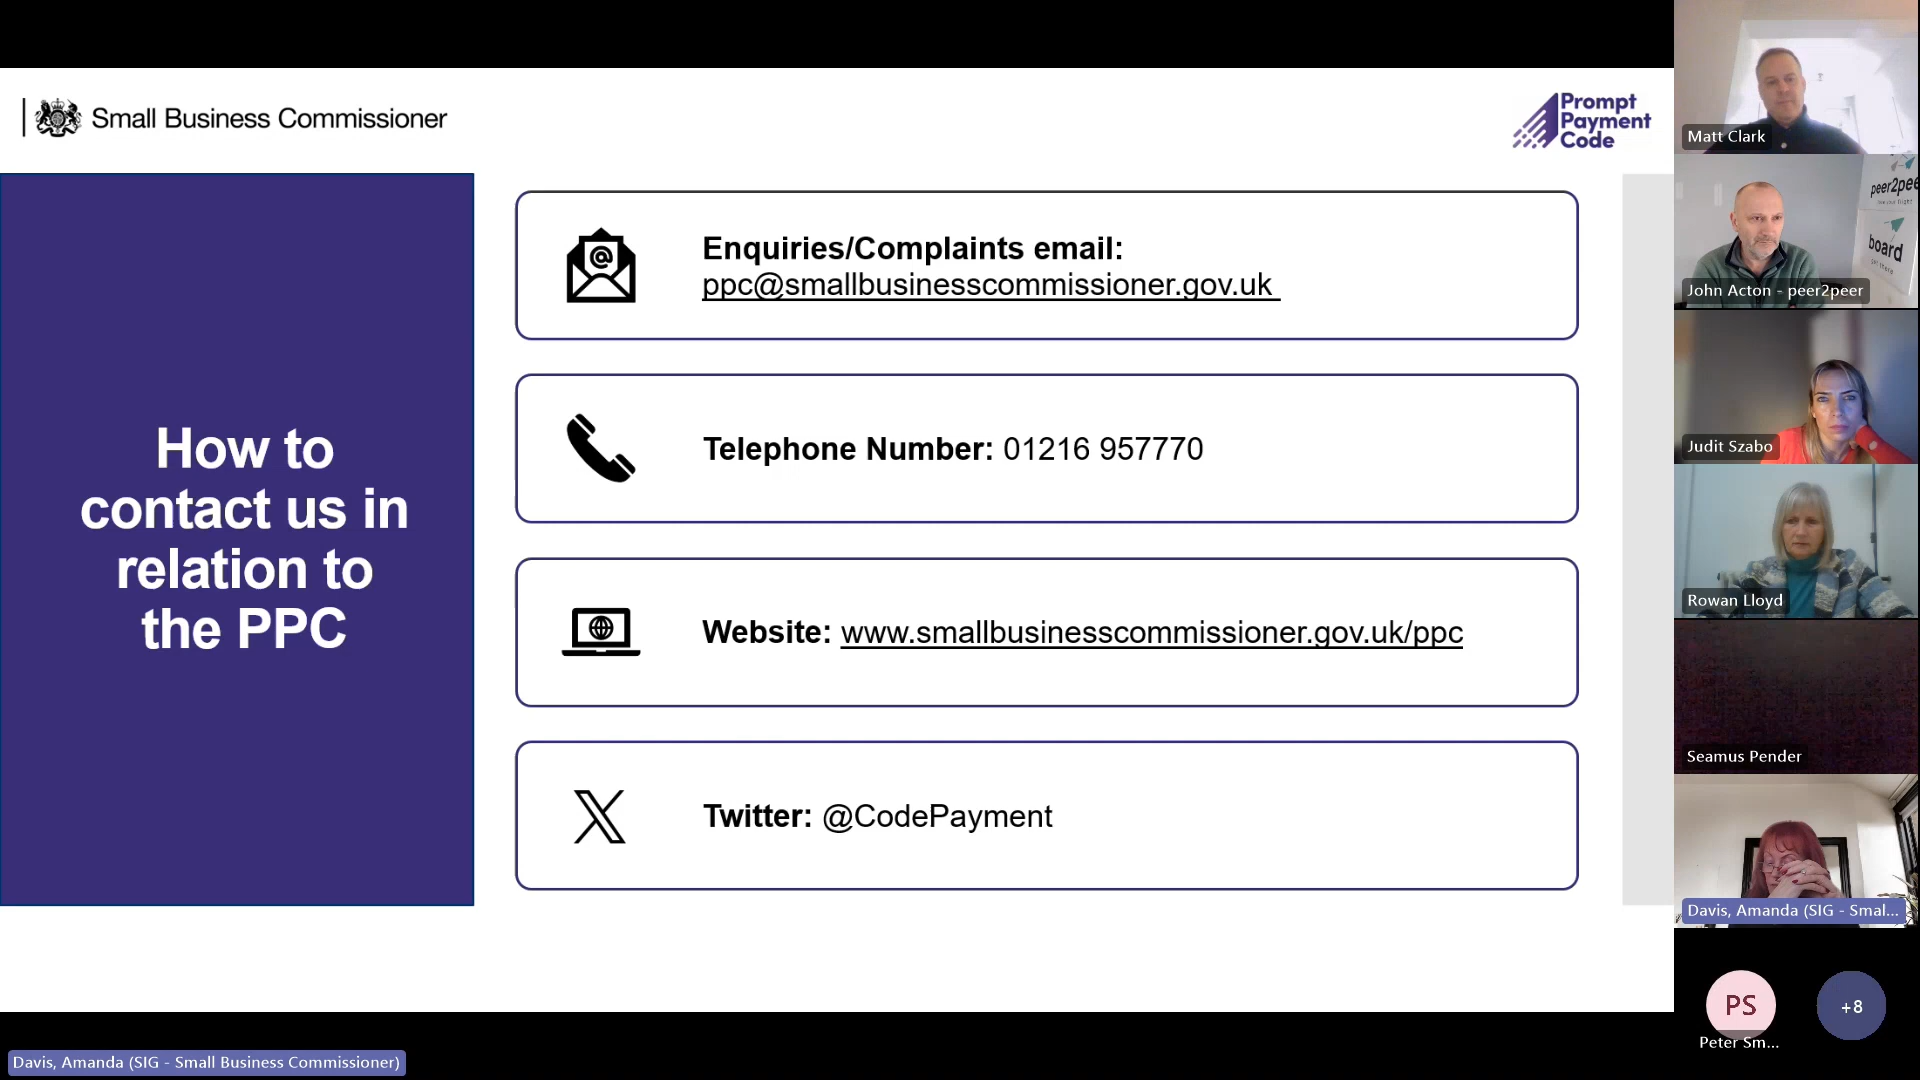 Small Business Commissioner
Prompt
Payment
Code
How to
contact us in
relation to
the PPC
Enquiries/Complaints email:
ppc@smallbusinesscommissioner.gov.uk
Telephone Number: 01216 957770
Website: www.smallbusinesscommissioner.gov.uk/ppc
Twitter: @CodePayment
Matt Clark
peer2pee
board
John Acton - peer2peer
Judit Szabo
Rowan Lloyd
Seamus Pender
Davis, Amanda (SIG - Smal...
PS
+8
Peter Sm...
Davis, Amanda (SIG - Small Business Commissioner)